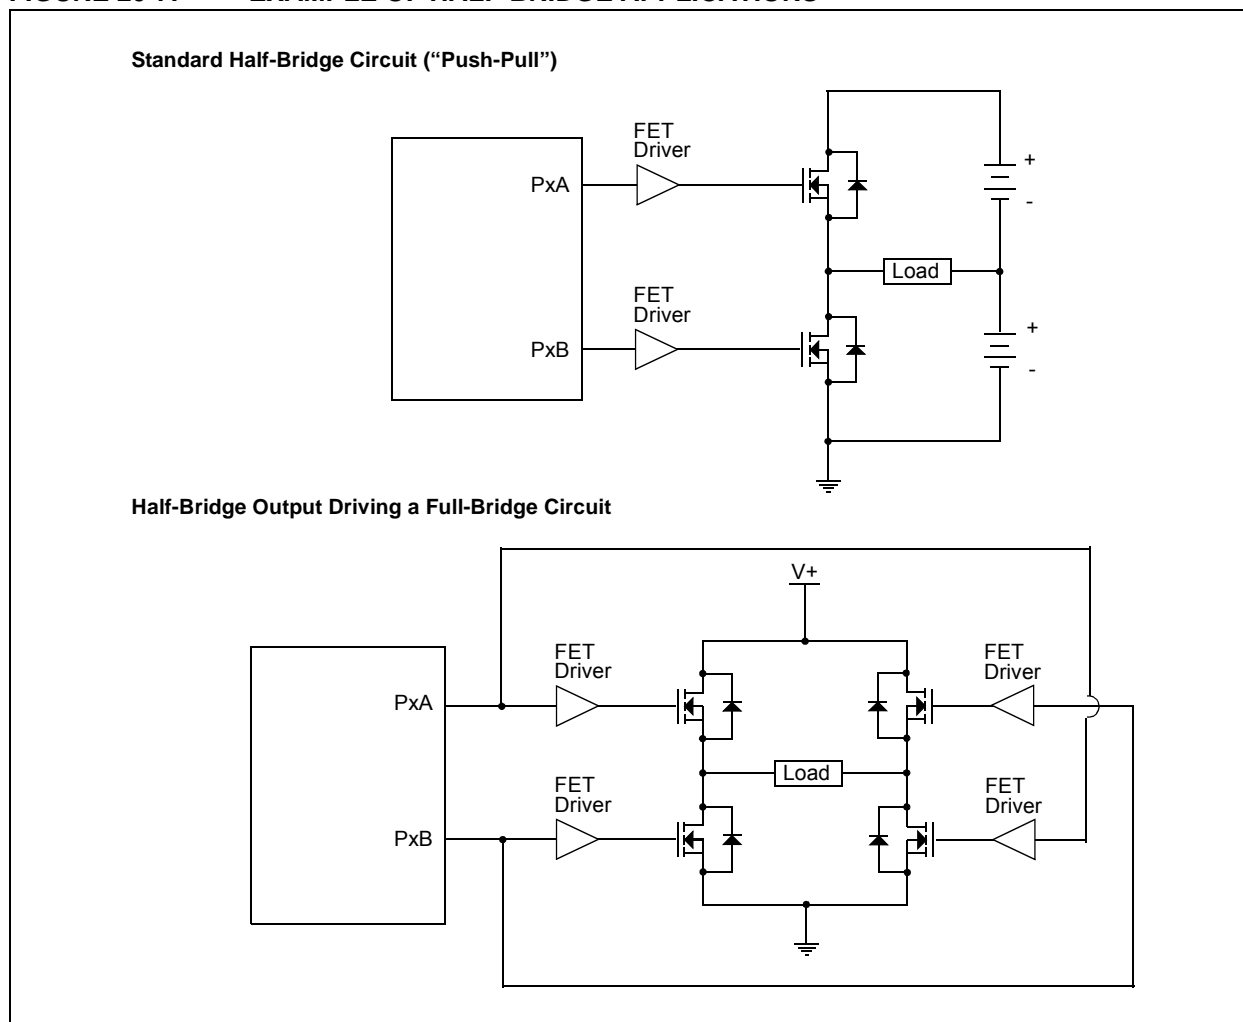 Standard Half-Bridge Circuit (“Push-Pull”)
FET
Driver
PxA
+
-
Load
FET
Driver
PxB
+
-
Half-Bridge Output Driving a Full-Bridge Circuit
V+
FET
Driver
FET
Driver
PxA
Load
FET
Driver
FET
Driver
PxB